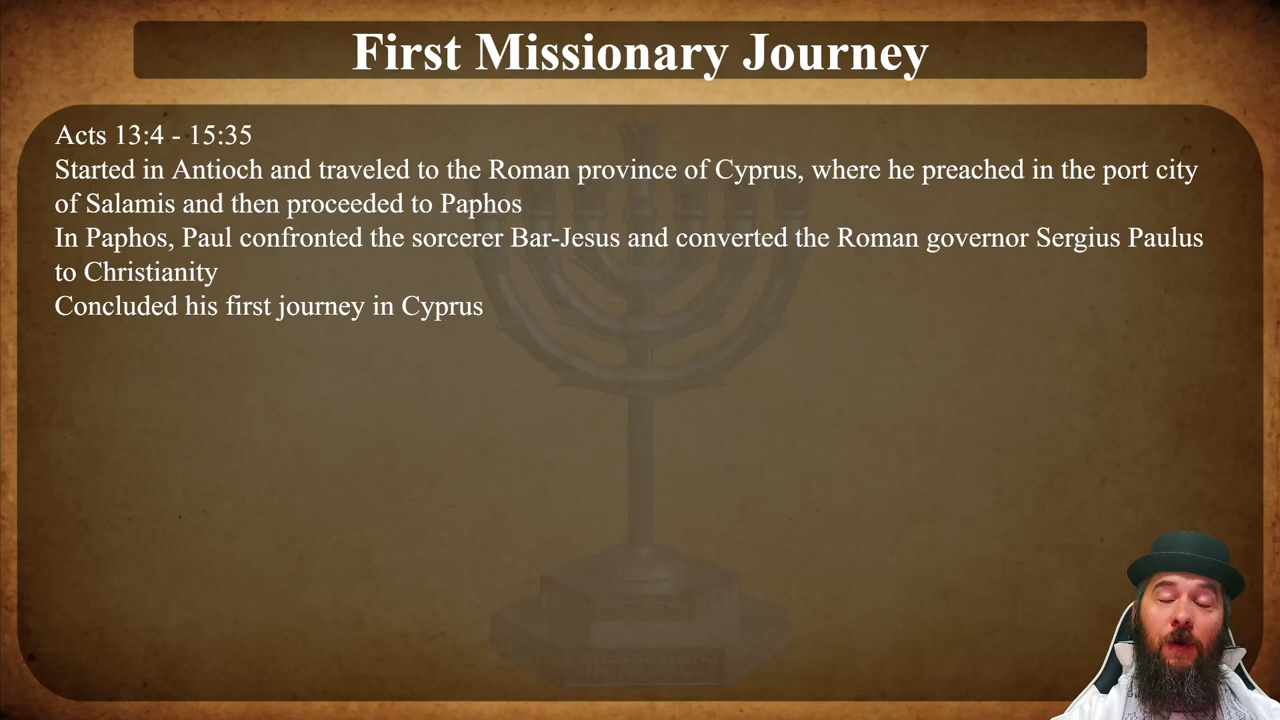 First Missionary Journey
Acts 13:4 - 15:35
Started in Antioch and traveled to the Roman province of Cyprus, where he preached in the port city
of Salamis and then proceeded to Paphos
In Paphos, Paul confronted the sorcerer Bar-Jesus and converted the Roman governor Sergius Paulus
to Christianity
Concluded his first journey in Cyprus